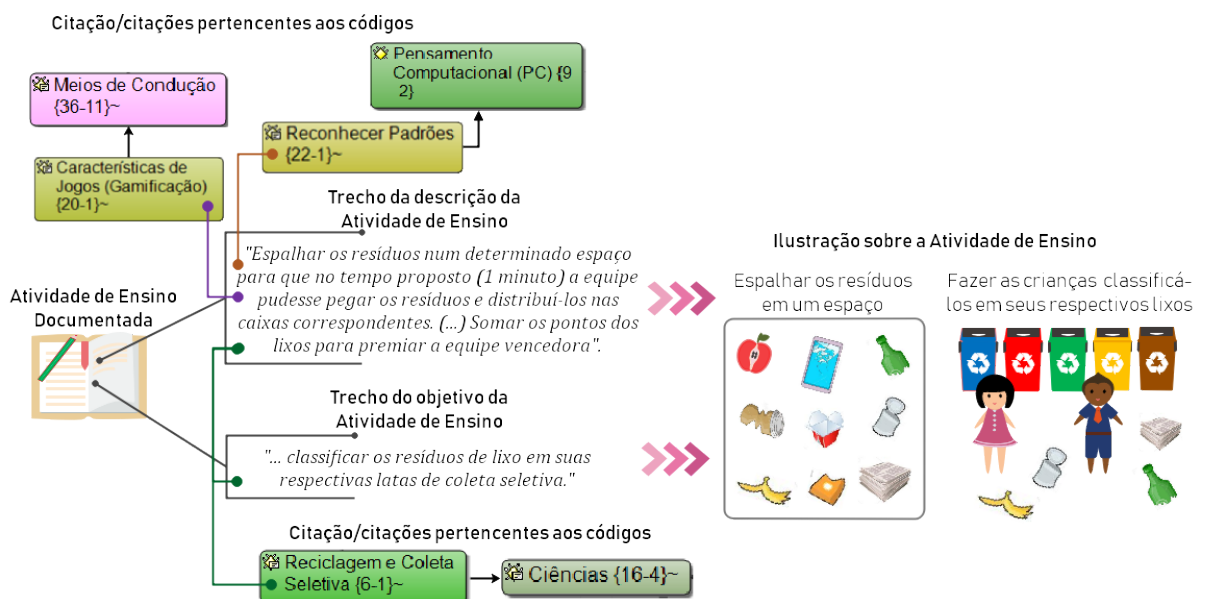 Citação/citações pertencentes aos códigos
Pensamento
Computacional (PC) {9
2}
Meios de Condução
{36-11}~
Reconhecer Padrões
{22-1}~
Características de
Jogos (Gamificação)
{20-1}~
Trecho da descrição da
Atividade de Ensino
"Espalhar os resíduos num determinado espaço
para que no tempo proposto (1 minuto) a equipe
pudesse pegar os resíduos e distribuí-los nas
caixas correspondentes. (...) Somar os pontos dos
lixos para premiar a equipe vencedora".
Atividade de Ensino
Documentada
Trecho do objetivo da
Atividade de Ensino
"... classificar os resíduos de lixo em suas
respectivas latas de coleta seletiva."
Citação/citações pertencentes aos códigos
Reciclagem e Coleta
Seletiva {6-1}~
Ciências {16-4}~
Ilustração sobre a Atividade de Ensino
Espalhar os resíduos
em um espaço
Fazer as crianças classificá-
los em seus respectivos lixos